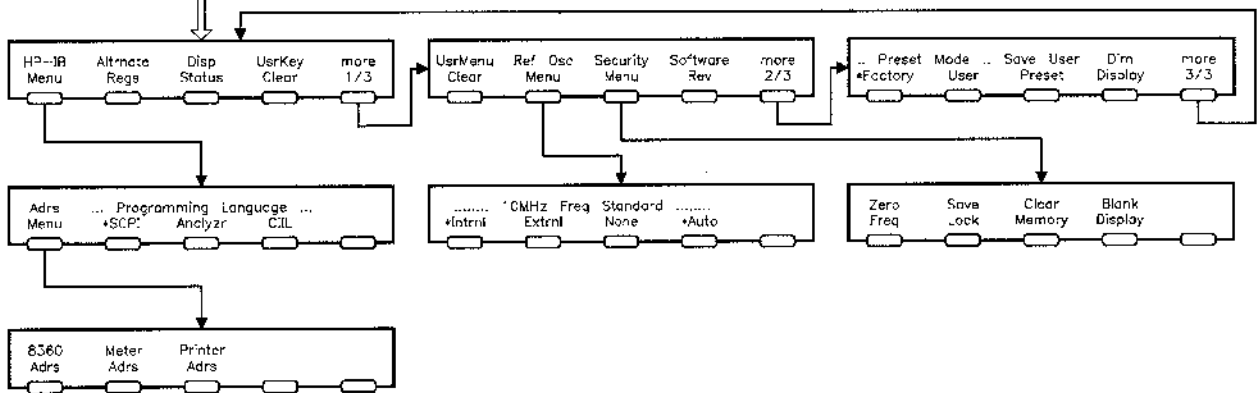 HP-IB Altrnate Disp UsrKey more
Menu Regs Status Clear 1/3
UsrMenu Ref Osc Security Software more
Clear Menu Menu Rev 2/3
.. Preset Mode .. Save User Dim more
*Factory User Preset Display 3/3
Adrs ... Programming Language ...
Menu *SCPI Analyzr CIIL
........ 10MHz Freq Standard ........
*Intrnl Extrnl None *Auto
Zero Save Clear Blank
Freq Lock Memory Display
8360 Meter Printer
Adrs Adrs Adrs